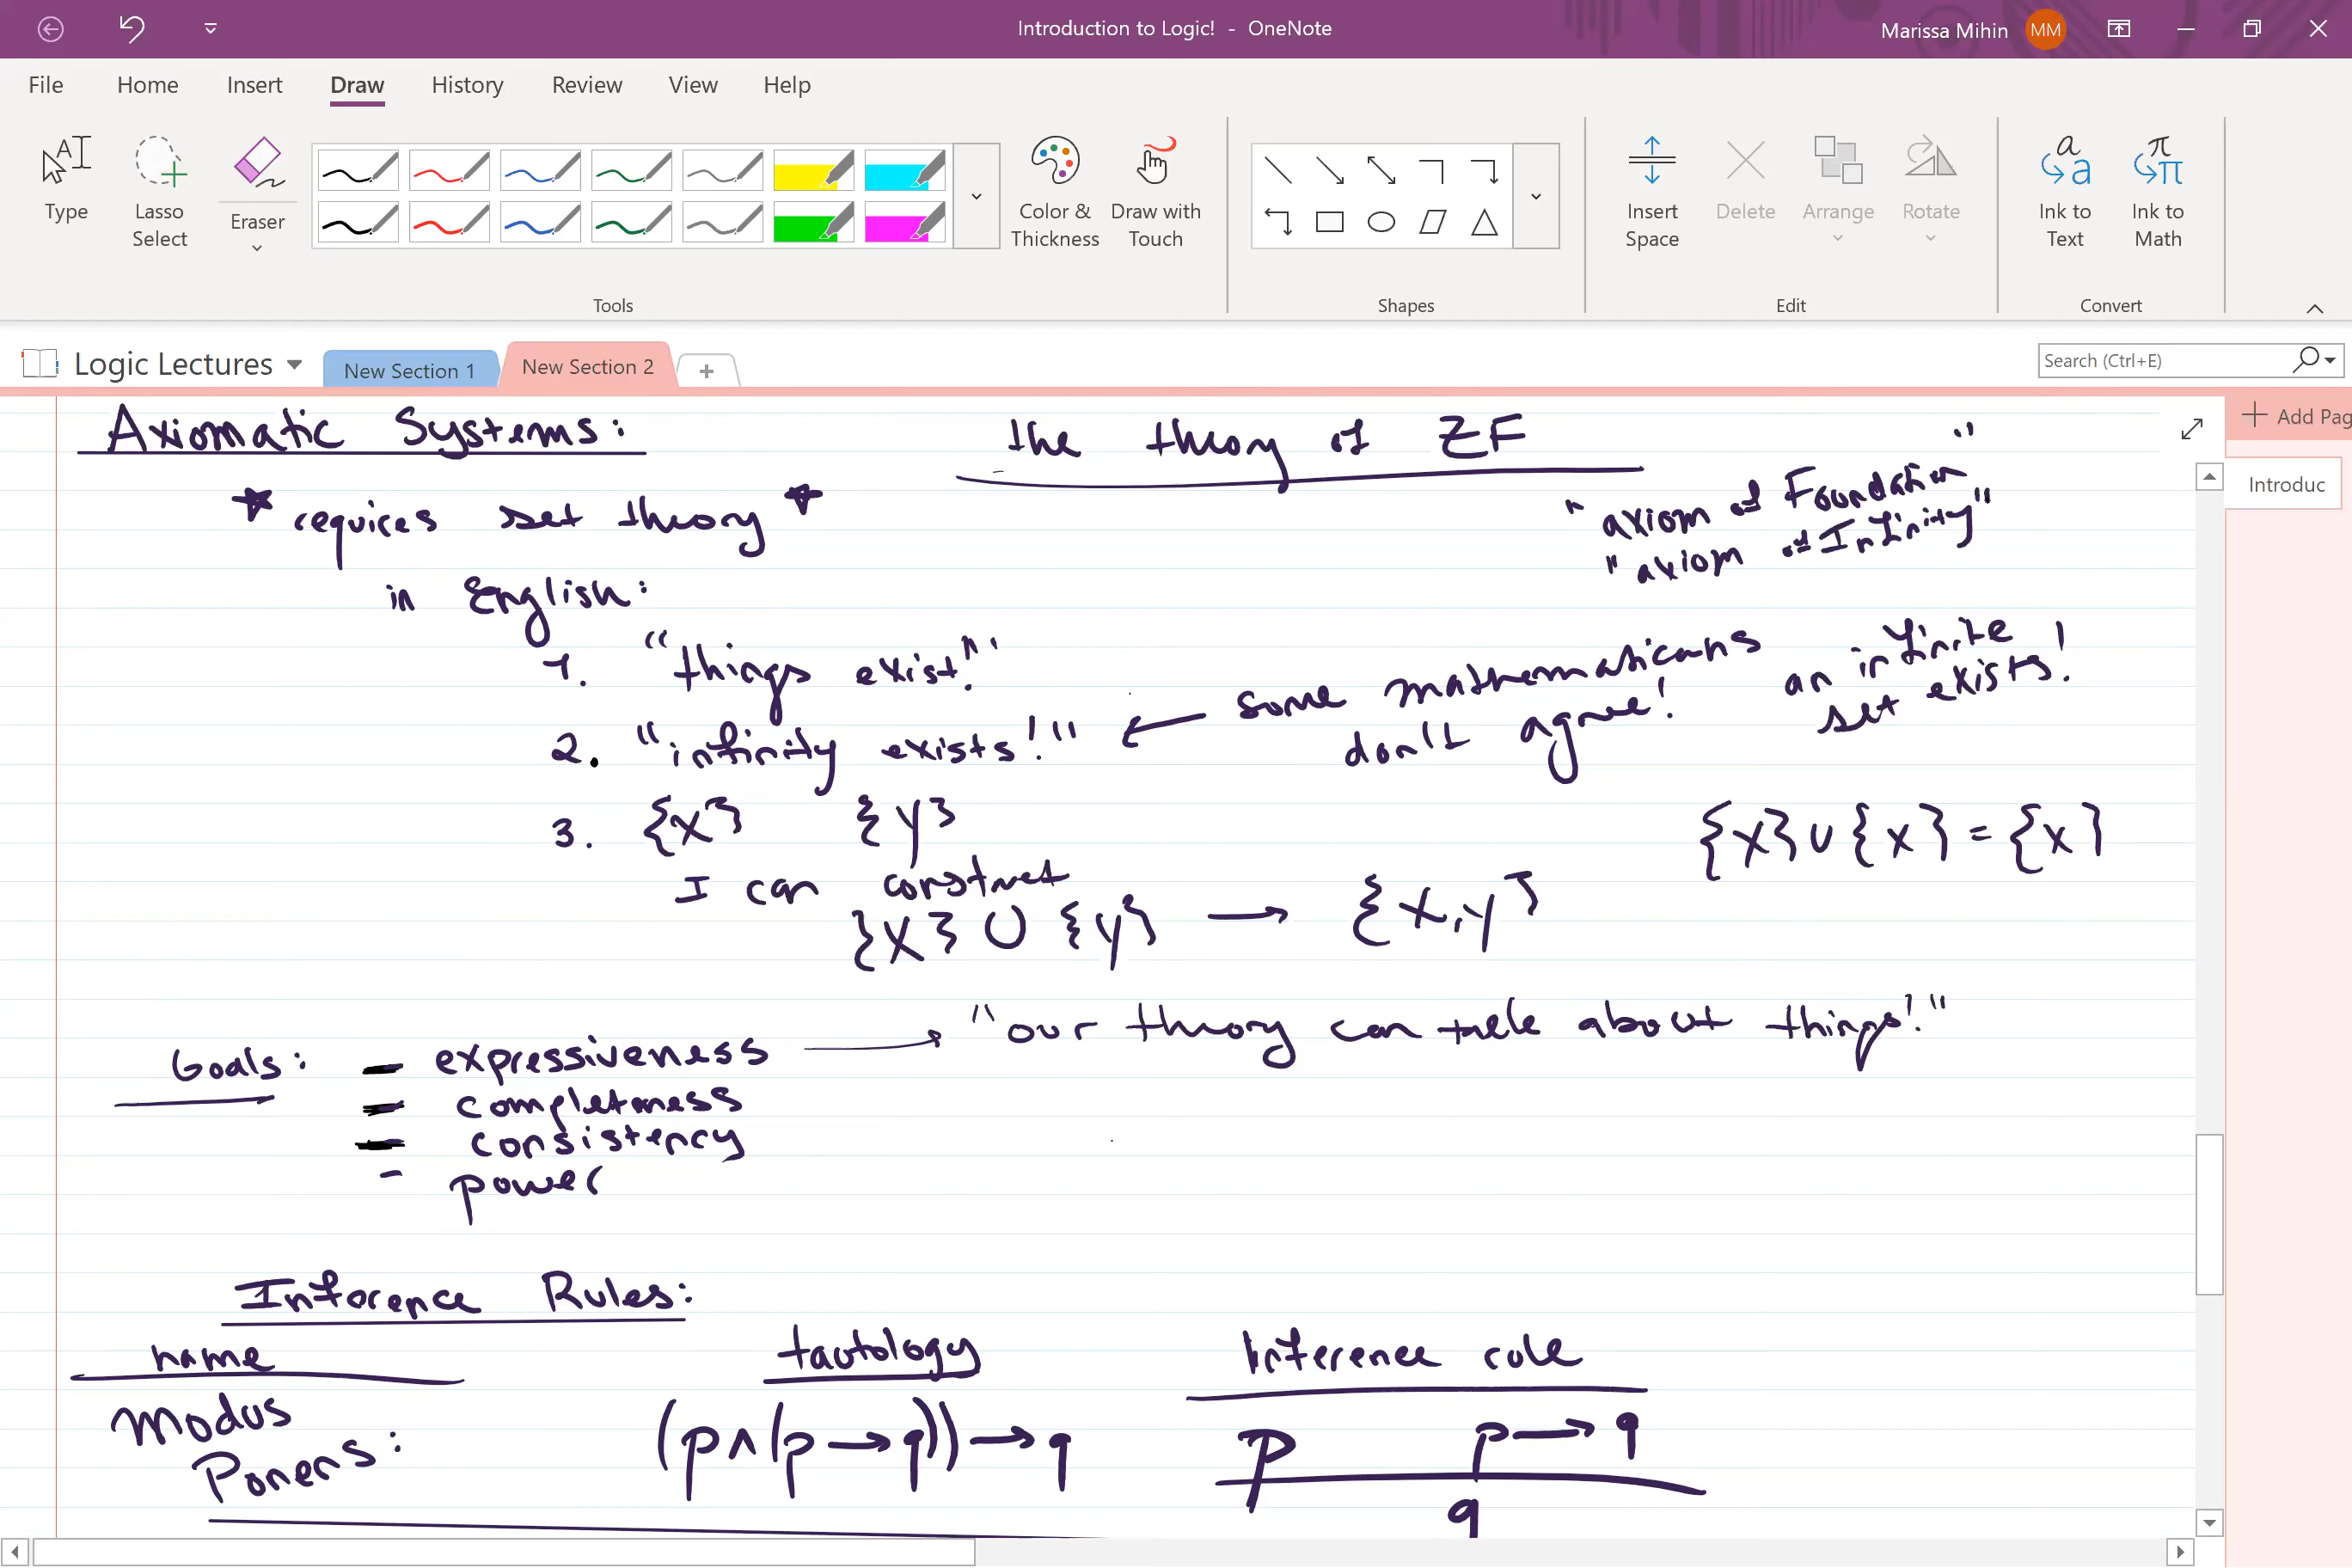 Introduction to Logic! - OneNote
Marissa Mihin MM
File Home Insert Draw History Review View Help
Type
Lasso Select
Eraser
Color & Thickness
Draw with Touch
Insert Space
Delete
Arrange
Rotate
Ink to Text
Ink to Math
Tools Shapes Edit Convert
Logic Lectures New Section 1 New Section 2 +
Search (Ctrl+E)
Add Pag
Introduc
Axiomatic Systems:
the theory of ZF
* requires set theory *
"axiom of Foundation"
"axiom of Infinity"
in English:
1. "things exist!"
2. "infinity exists!" ← some mathematicians don't agree!
an infinite set exists!
3. {x} {y}
I can construct
{x} ∪ {y} → {x,y}
{x} ∪ {x} = {x}
Goals: - expressiveness → "our theory can talk about things!"
- completness
- consistency
- power
Inference Rules:
name tautology Inference rule
Modus Ponens: (p∧(p→q))→q
p p→q
q